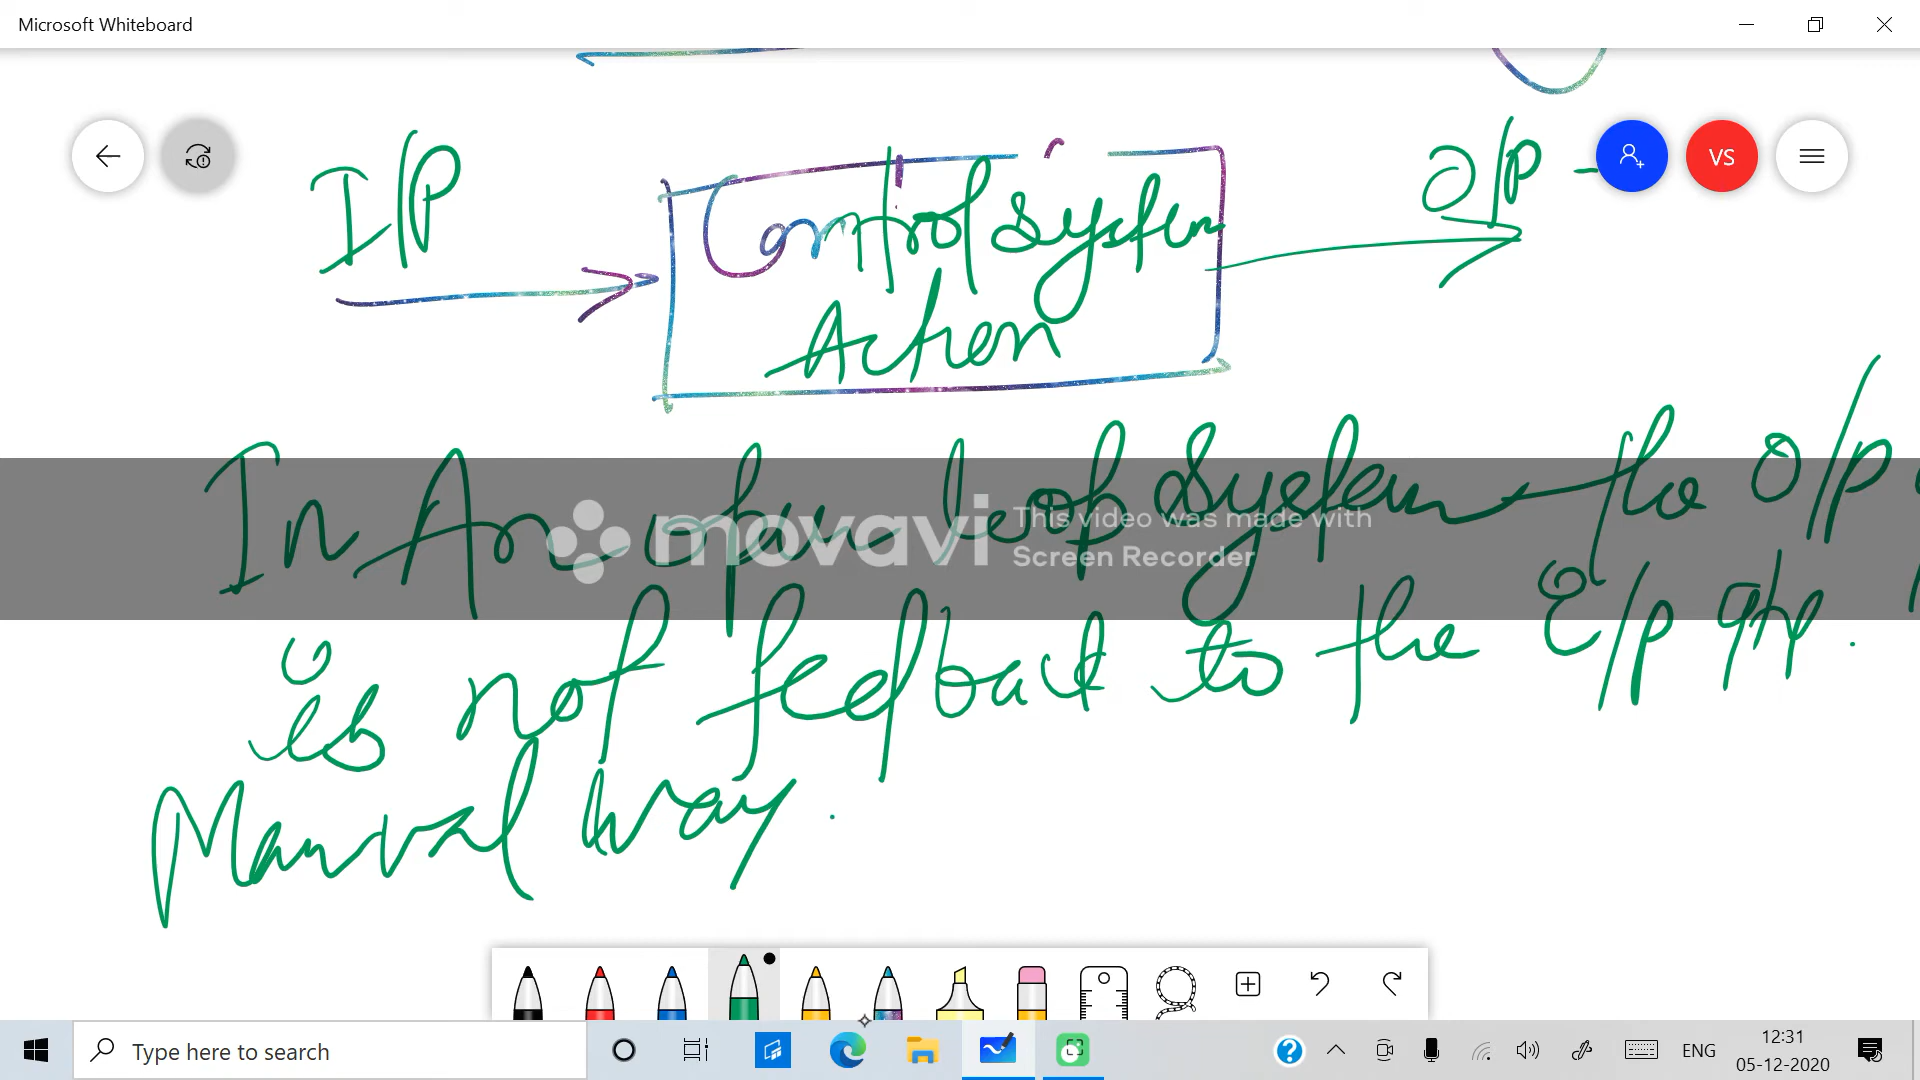 Microsoft Whiteboard
I/P
Control System
Action
O/P -
VS
In An open loop System the O/P
is not fedback to the I/P
Manual Way.
movavi
This video was made with
Screen Recorder
Type here to search
ENG
12:31
05-12-2020